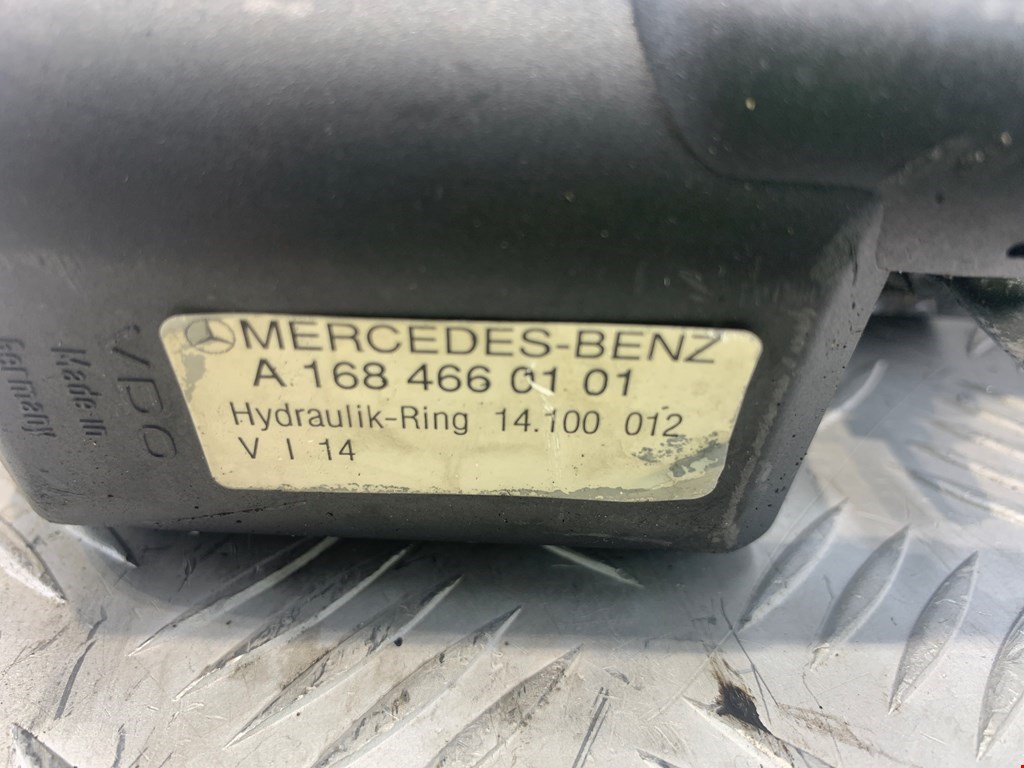 MERCEDES-BENZ
A 168 466 01 01
Hydraulik-Ring 14.100 012
V I 14
VDO
Made in
Germany